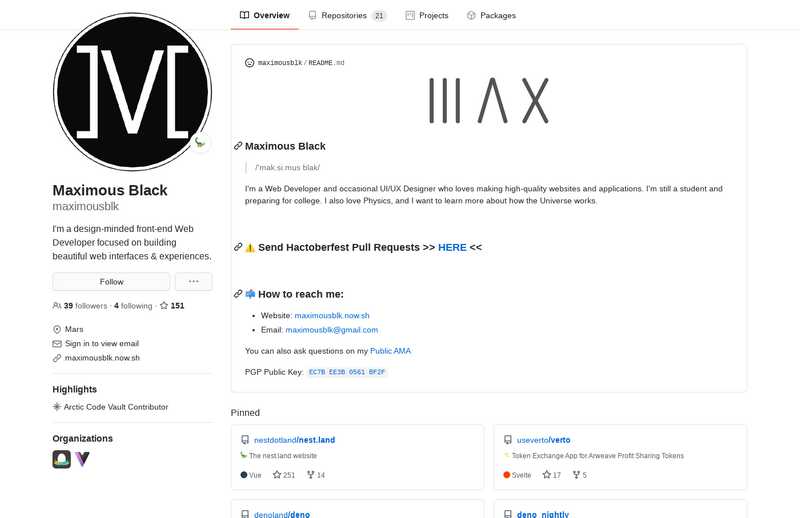 Overview
Repositories 21
Projects
Packages
[M]
Maximous Black
maximousblk
I'm a design-minded front-end Web
Developer focused on building
beautiful web interfaces & experiences.
Follow
39 followers · 4 following · 151
Mars
Sign in to view email
maximousblk.now.sh
Highlights
Arctic Code Vault Contributor
Organizations
maximousblk / README.md
MAX
Maximous Black
/'mak.si.mus blak/
I'm a Web Developer and occasional UI/UX Designer who loves making high-quality websites and applications. I'm still a student and
preparing for college. I also love Physics, and I want to learn more about how the Universe works.
⚠️ Send Hactoberfest Pull Requests >> HERE <<
📫 How to reach me:
• Website: maximousblk.now.sh
• Email: maximousblk@gmail.com
You can also ask questions on my Public AMA
PGP Public Key: EC7B EE3B 0561 BF2F
Pinned
nestdotland/nest.land
🦕 The nest.land website
Vue 251 14
useverto/verto
Token Exchange App for Arweave Profit Sharing Tokens
Svelte 17 5
denoland/deno
deno_nightly